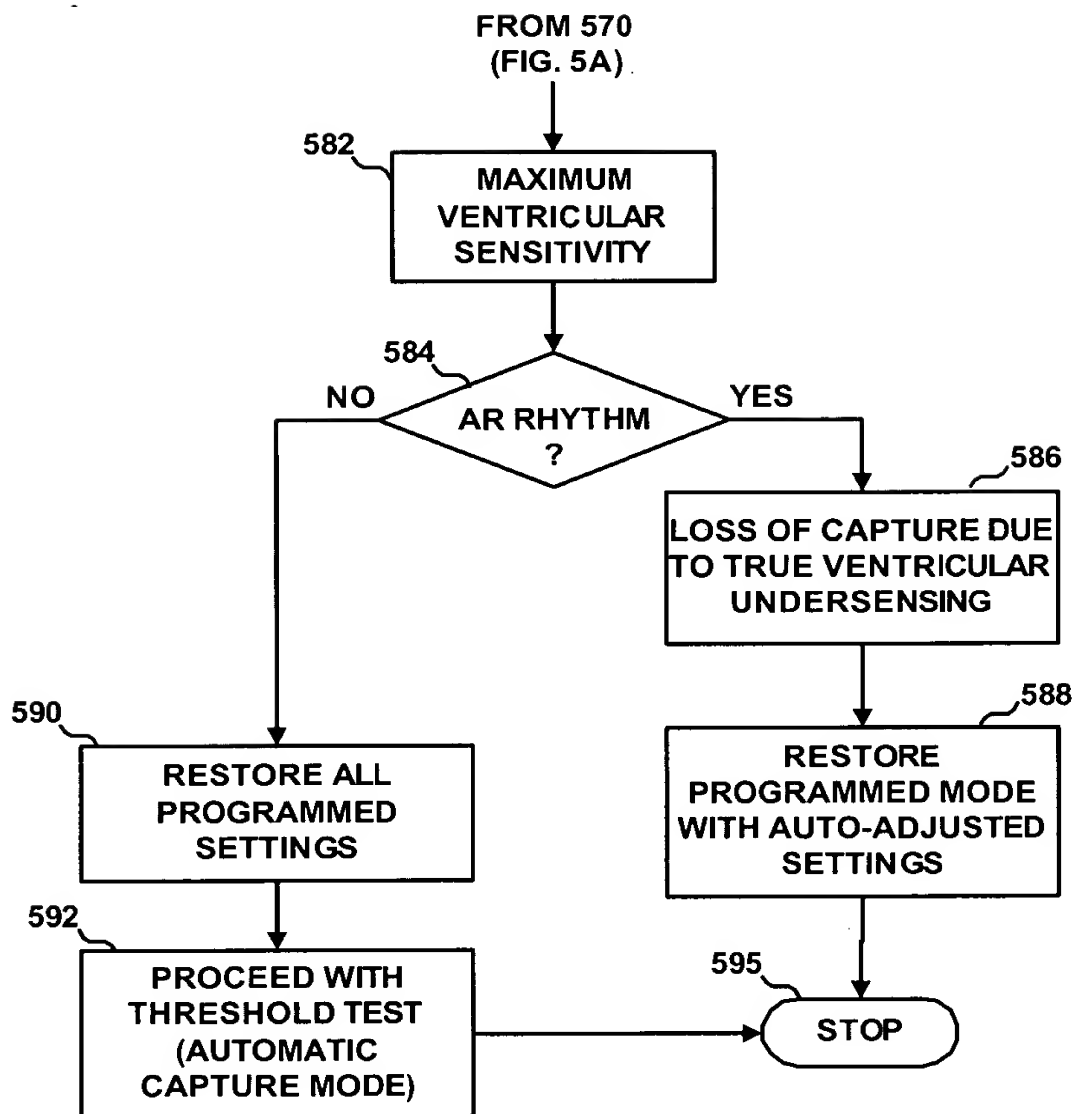 FROM 570
(FIG. 5A)
582
MAXIMUM
VENTRICULAR
SENSITIVITY
584
NO
YES
AR RHYTHM
?
586
LOSS OF CAPTURE DUE
TO TRUE VENTRICULAR
UNDERSENSING
588
RESTORE
PROGRAMMED MODE
WITH AUTO-ADJUSTED
SETTINGS
590
RESTORE ALL
PROGRAMMED
SETTINGS
592
PROCEED WITH
THRESHOLD TEST
(AUTOMATIC
CAPTURE MODE)
595
STOP